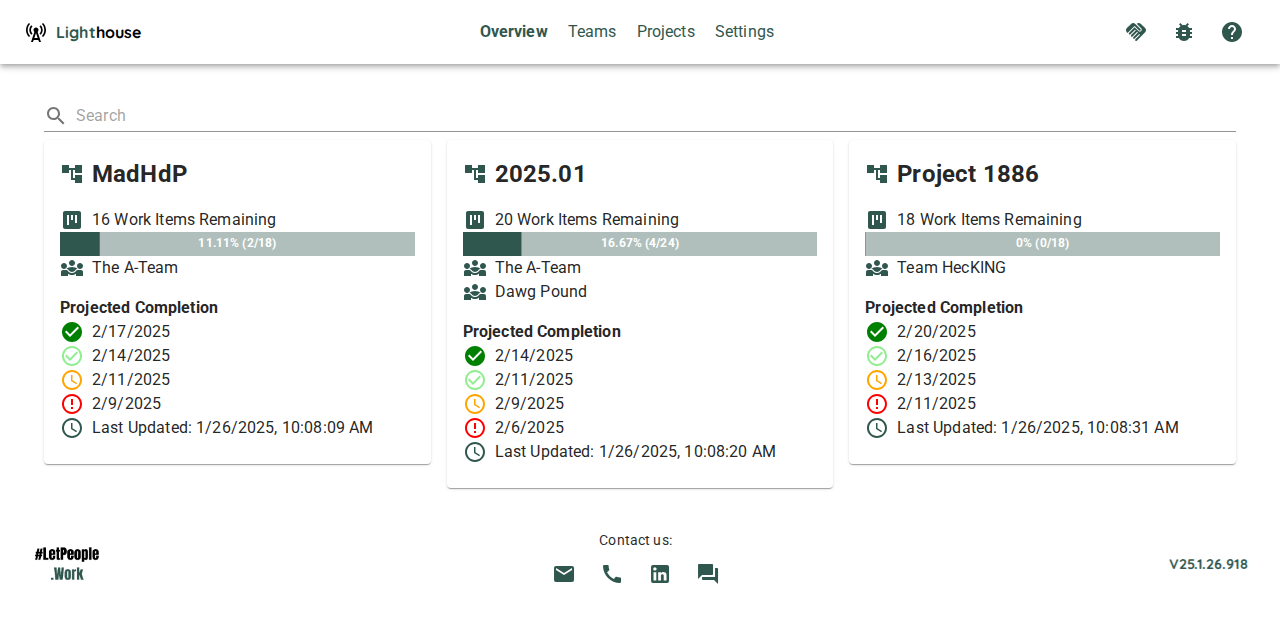 Lighthouse
Overview Teams Projects Settings
Search
MadHdP
16 Work Items Remaining
11.11% (2/18)
The A-Team
Projected Completion
2/17/2025
2/14/2025
2/11/2025
2/9/2025
Last Updated: 1/26/2025, 10:08:09 AM
2025.01
20 Work Items Remaining
16.67% (4/24)
The A-Team
Dawg Pound
Projected Completion
2/14/2025
2/11/2025
2/9/2025
2/6/2025
Last Updated: 1/26/2025, 10:08:20 AM
Project 1886
18 Work Items Remaining
0% (0/18)
Team HecKING
Projected Completion
2/20/2025
2/16/2025
2/13/2025
2/11/2025
Last Updated: 1/26/2025, 10:08:31 AM
#LetPeople
.Work
Contact us:
V25.1.26.918